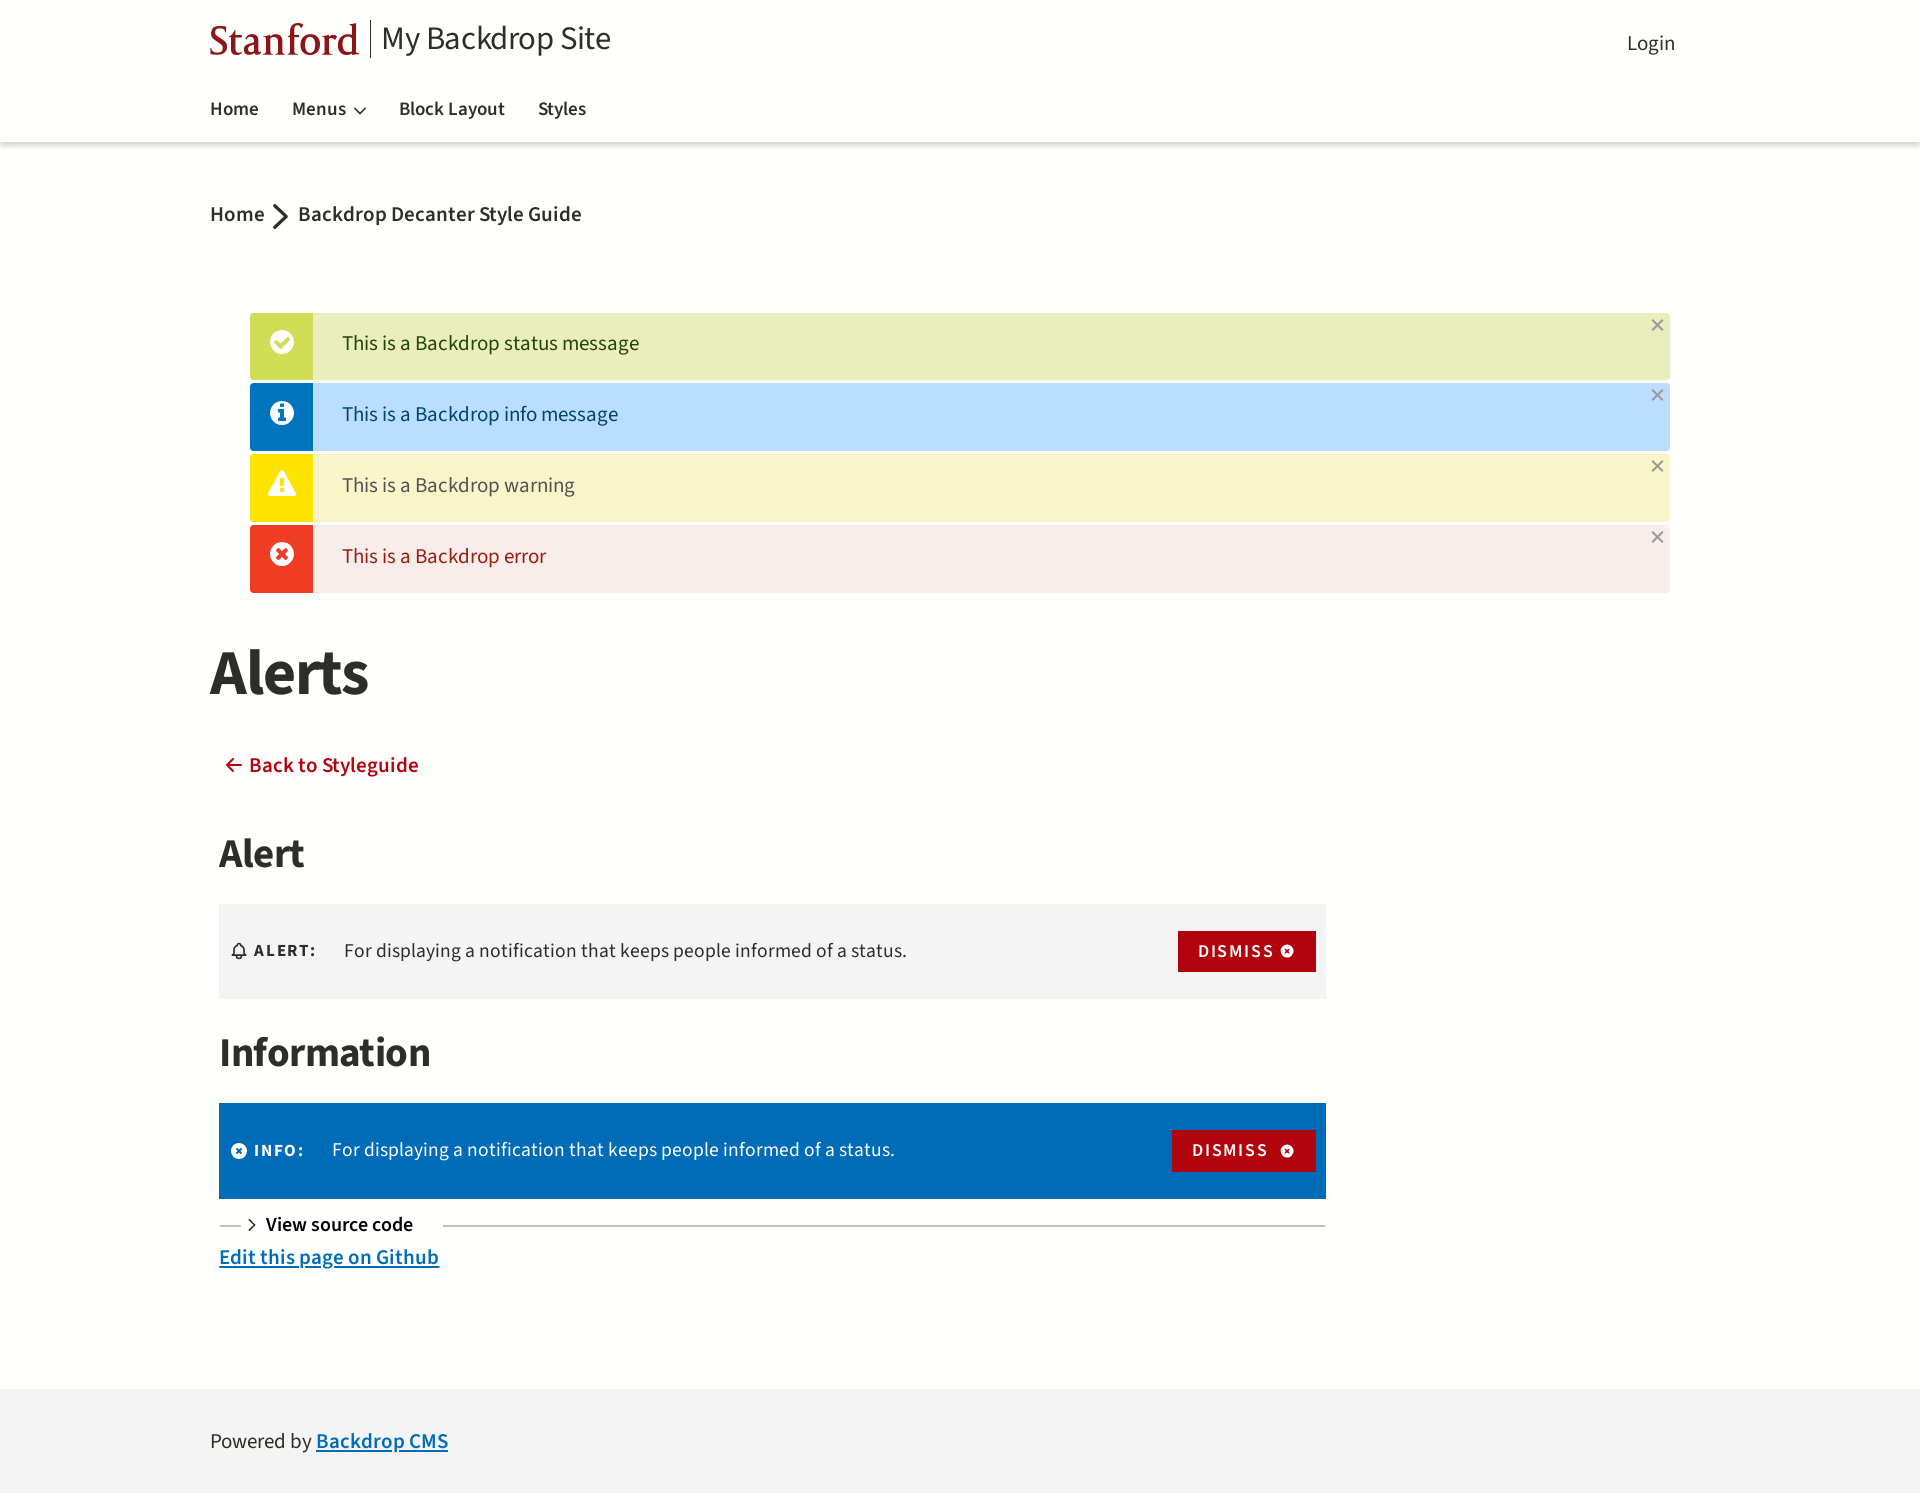 Stanford My Backdrop Site
Login
Home Menus Block Layout Styles
Home Backdrop Decanter Style Guide
This is a Backdrop status message
This is a Backdrop info message
This is a Backdrop warning
This is a Backdrop error
Alerts
Back to Styleguide
Alert
ALERT: For displaying a notification that keeps people informed of a status. DISMISS
Information
INFO: For displaying a notification that keeps people informed of a status. DISMISS
View source code
Edit this page on Github
Powered by Backdrop CMS